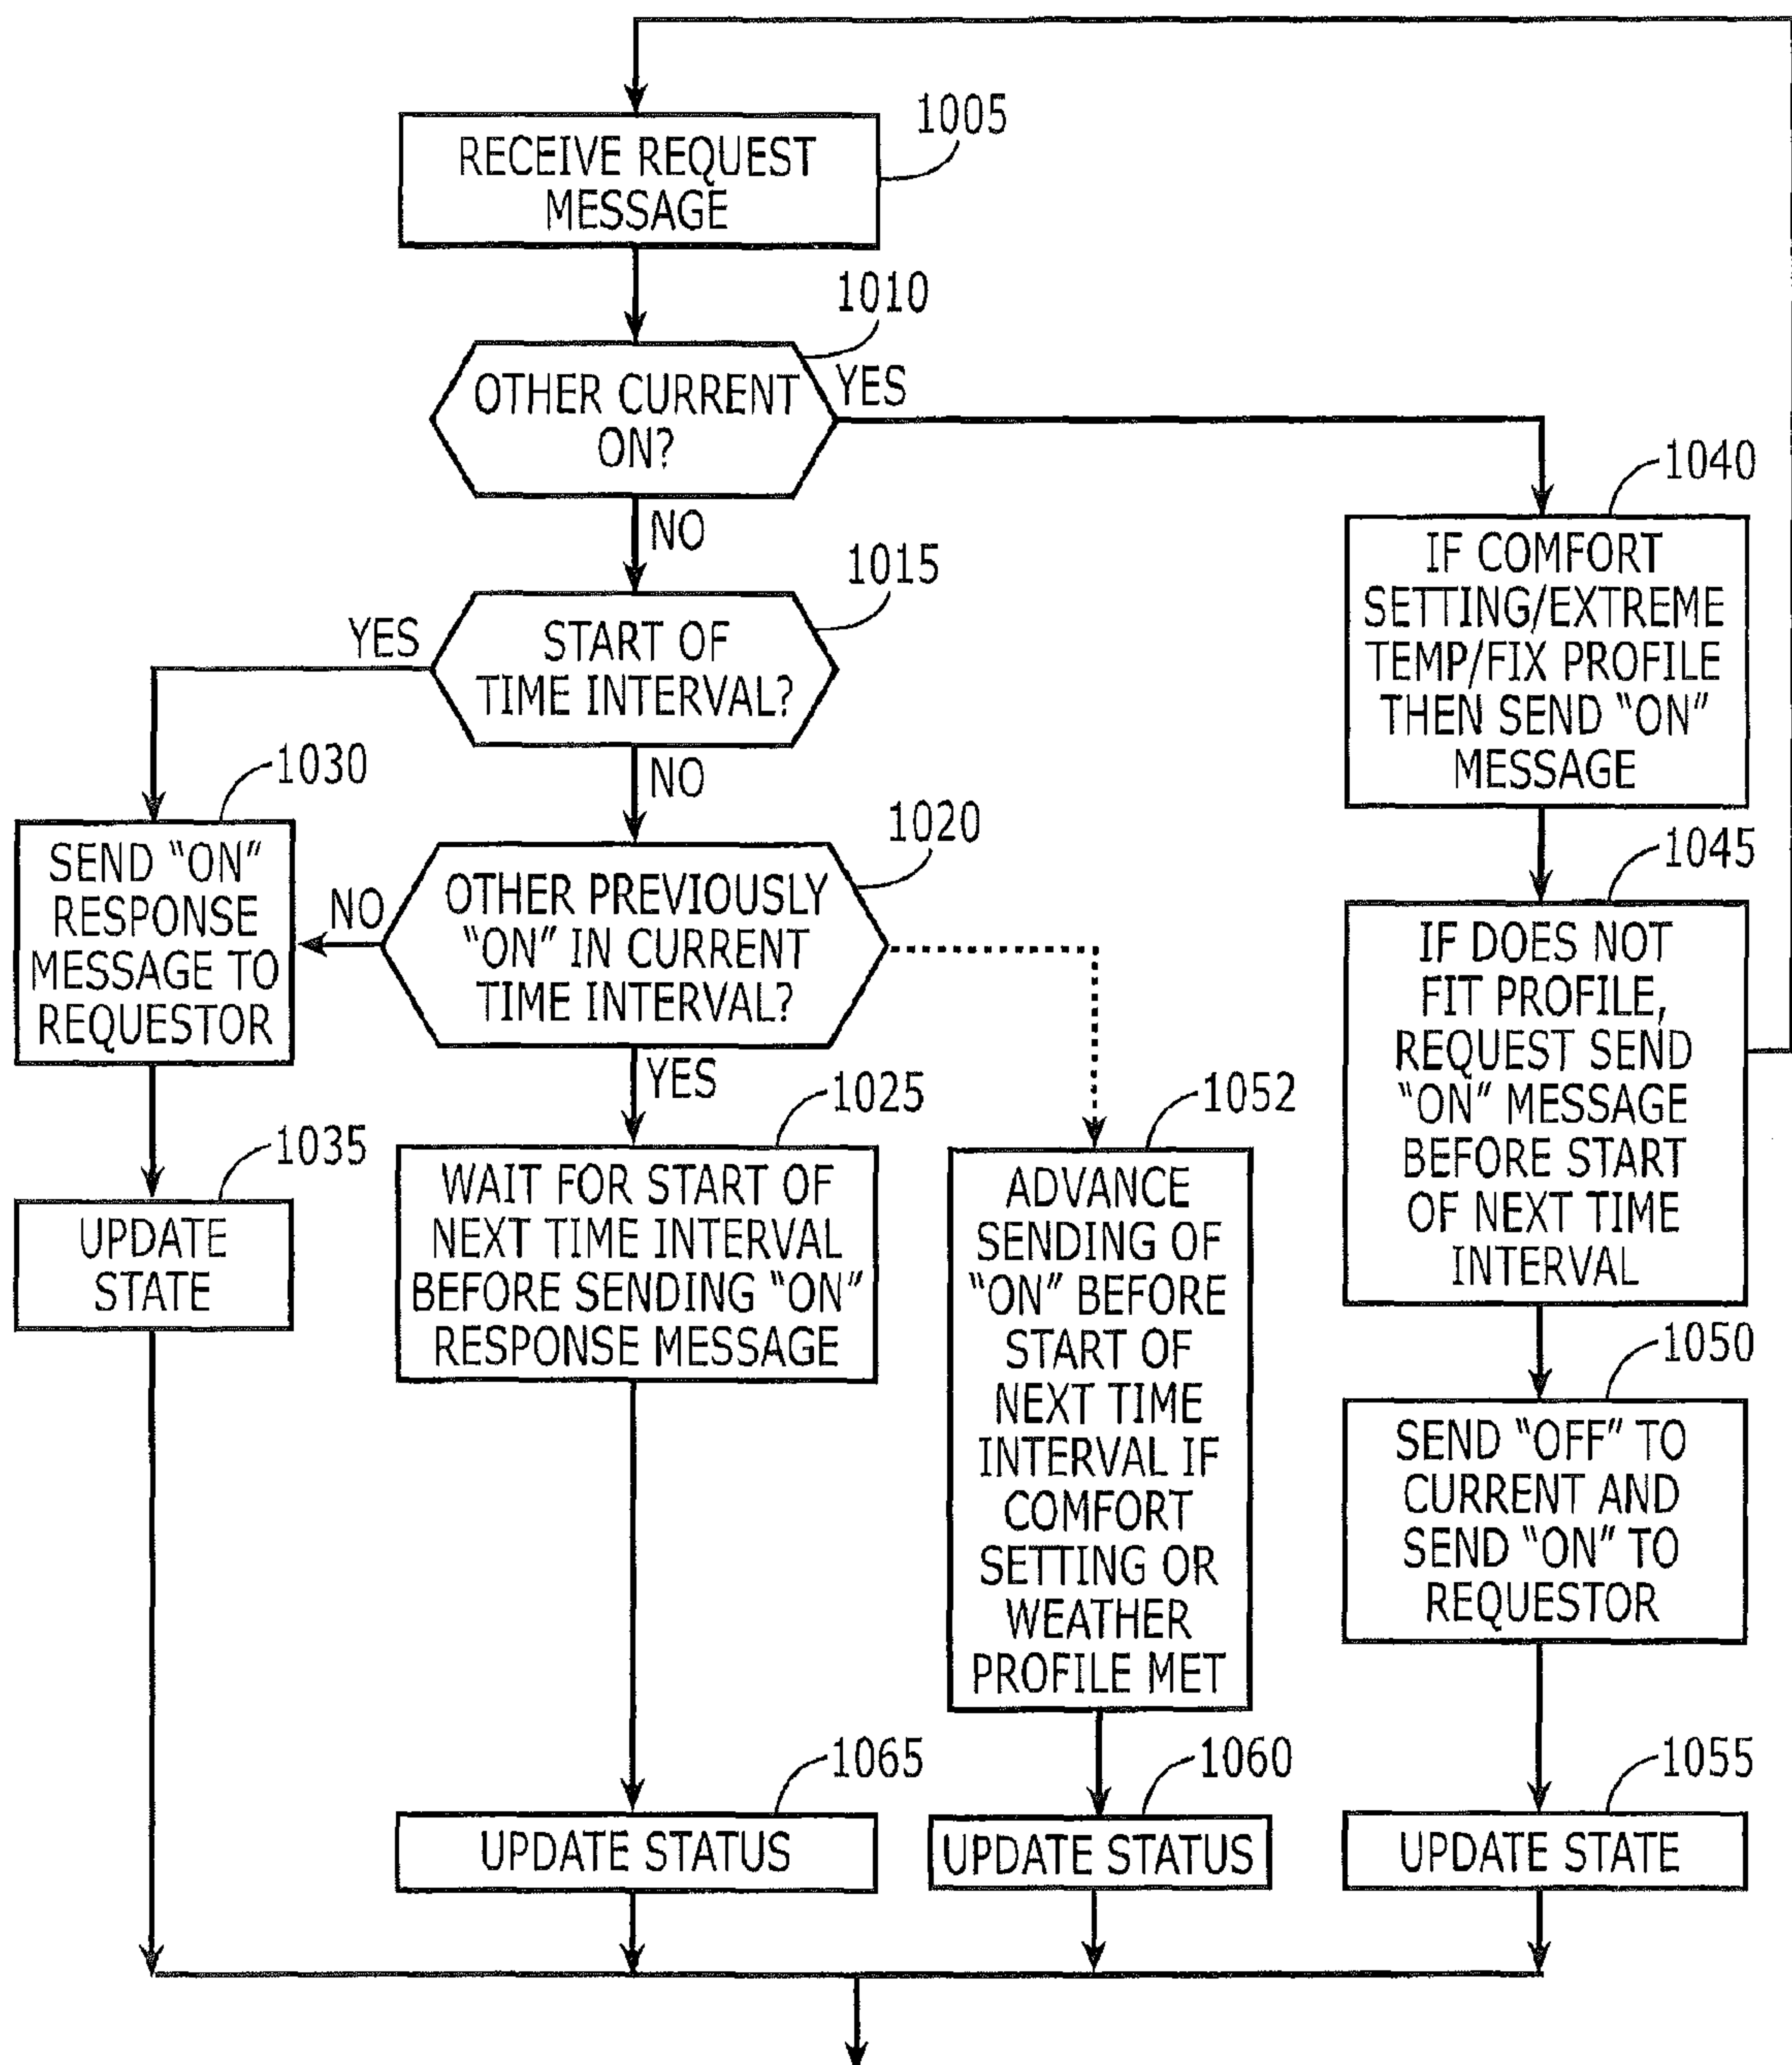 RECEIVE REQUEST
MESSAGE
1005
1010
OTHER CURRENT
ON?
YES
NO
1015
START OF
TIME INTERVAL?
YES
NO
1020
OTHER PREVIOUSLY
"ON" IN CURRENT
TIME INTERVAL?
NO
YES
1030
SEND "ON"
RESPONSE
MESSAGE TO
REQUESTOR
1035
UPDATE
STATE
1025
WAIT FOR START OF
NEXT TIME INTERVAL
BEFORE SENDING "ON"
RESPONSE MESSAGE
1065
UPDATE STATUS
1052
ADVANCE
SENDING OF
"ON" BEFORE
START OF
NEXT TIME
INTERVAL IF
COMFORT
SETTING OR
WEATHER
PROFILE MET
1060
UPDATE STATUS
1040
IF COMFORT
SETTING/EXTREME
TEMP/FIX PROFILE
THEN SEND "ON"
MESSAGE
1045
IF DOES NOT
FIT PROFILE,
REQUEST SEND
"ON" MESSAGE
BEFORE START
OF NEXT TIME
INTERVAL
1050
SEND "OFF" TO
CURRENT AND
SEND "ON" TO
REQUESTOR
1055
UPDATE STATE